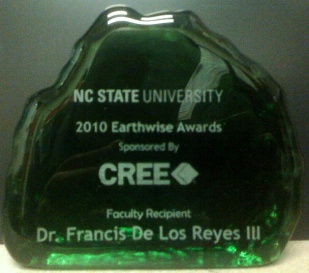 NC STATE UNIVERSITY
2010 Earthwise Awards
Sponsored By
CREE
Faculty Recipient
Dr. Francis De Los Reyes III